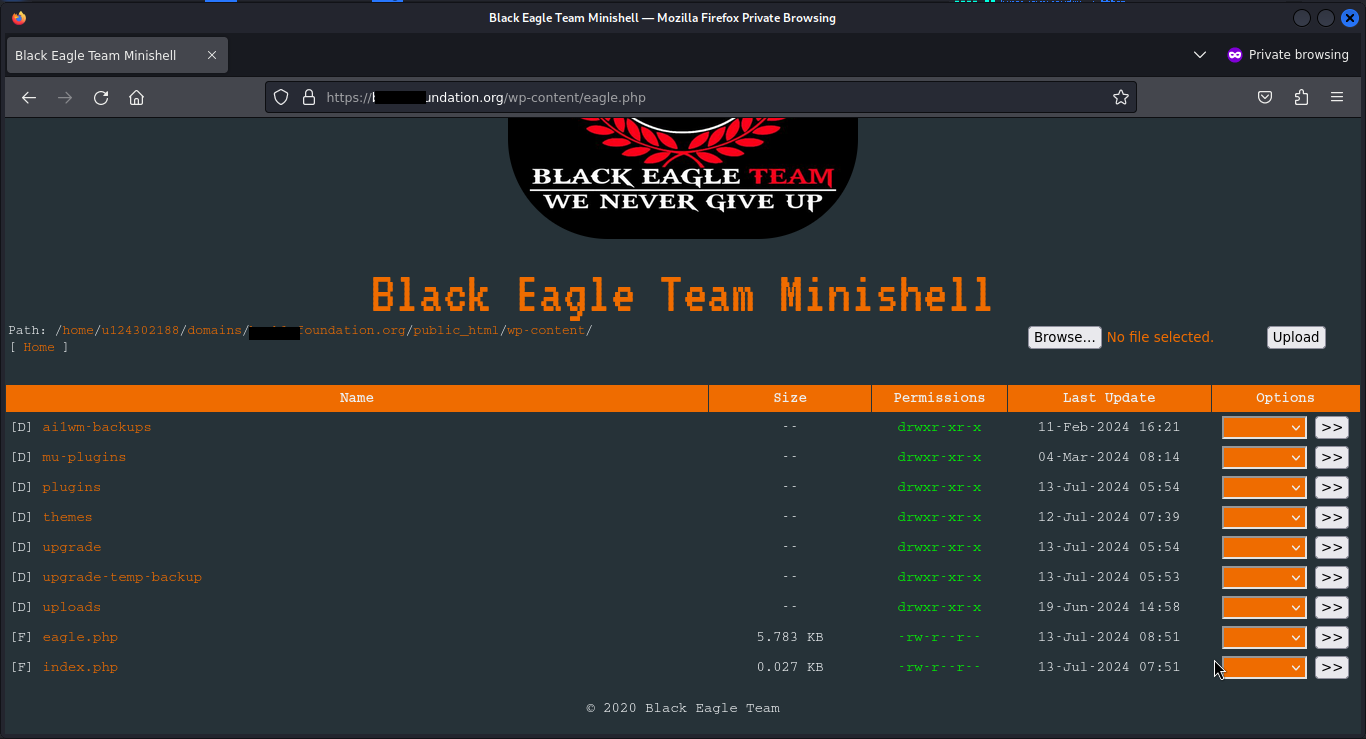 Black Eagle Team Minishell — Mozilla Firefox Private Browsing
Black Eagle Team Minishell
Private browsing
https://b undation.org/wp-content/eagle.php
BLACK EAGLE TEAM
WE NEVER GIVE UP
Black Eagle Team Minishell
Path: /home/u124302188/domains/ foundation.org/public_html/wp-content/
[ Home ]
Browse... No file selected. Upload
Name Size Permissions Last Update Options
[D] ai1wm-backups -- drwxr-xr-x 11-Feb-2024 16:21 >>
[D] mu-plugins -- drwxr-xr-x 04-Mar-2024 08:14 >>
[D] plugins -- drwxr-xr-x 13-Jul-2024 05:54 >>
[D] themes -- drwxr-xr-x 12-Jul-2024 07:39 >>
[D] upgrade -- drwxr-xr-x 13-Jul-2024 05:54 >>
[D] upgrade-temp-backup -- drwxr-xr-x 13-Jul-2024 05:53 >>
[D] uploads -- drwxr-xr-x 19-Jun-2024 14:58 >>
[F] eagle.php 5.783 KB -rw-r--r-- 13-Jul-2024 08:51 >>
[F] index.php 0.027 KB -rw-r--r-- 13-Jul-2024 07:51 >>
© 2020 Black Eagle Team